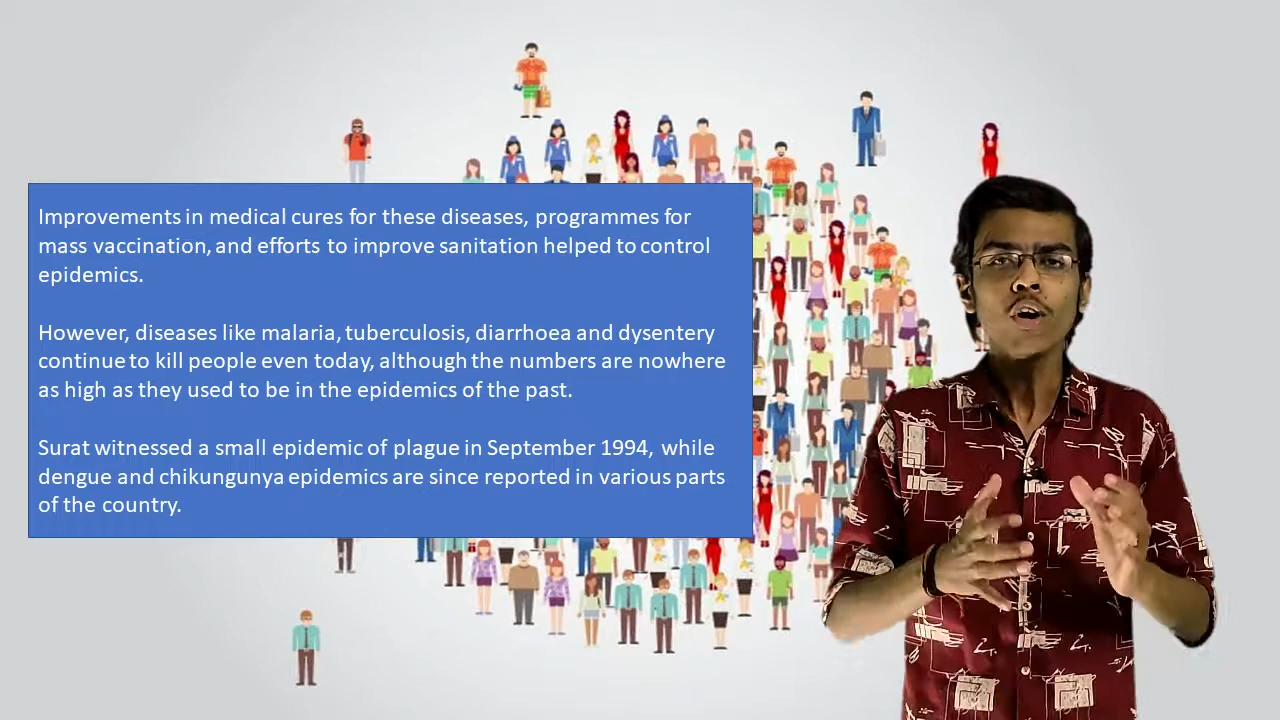 Improvements in medical cures for these diseases, programmes for
mass vaccination, and efforts to improve sanitation helped to control
epidemics.
However, diseases like malaria, tuberculosis, diarrhoea and dysentery
continue to kill people even today, although the numbers are nowhere
as high as they used to be in the epidemics of the past.
Surat witnessed a small epidemic of plague in September 1994, while
dengue and chikungunya epidemics are since reported in various parts
of the country.